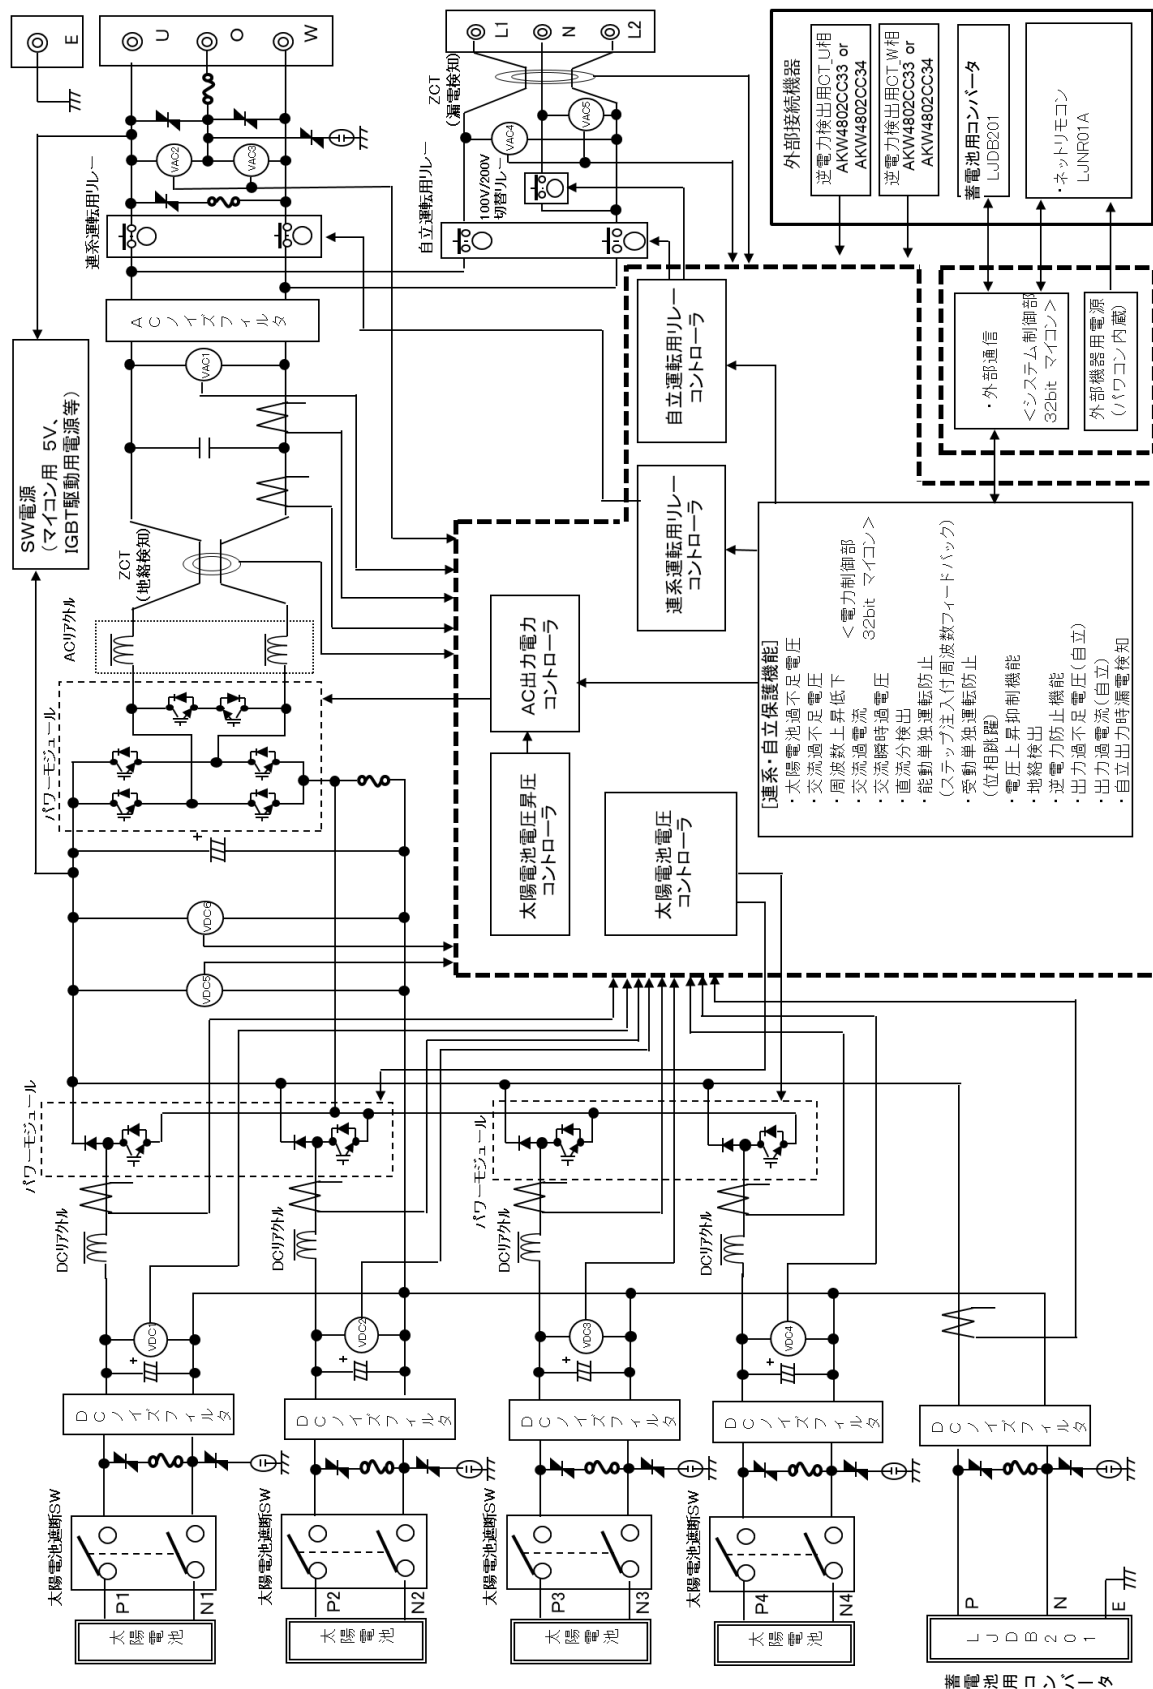 E
U
O
W
L1
N
L2
ZCT
(漏電検知)
VAC2
VAC3
VAC4
VAC5
連系運転用リレー
自立運転用リレー
100V/200V
切替リレー
外部接続機器
逆電力検出用CT_U相
AKW4802CC33 or
AKW4802CC34
逆電力検出用CT_W相
AKW4802CC33 or
AKW4802CC34
蓄電池用コンバータ
LJDB201
・ネットリモコン
LJNR01A
ACノイズフィルタ
VAC1
SW電源
(マイコン用 5V、
IGBT駆動用電源等)
ZCT
(地絡検知)
ACリアクトル
パワーモジュール
自立運転用リレー
コントローラ
連系運転用リレー
コントローラ
・外部通信
<システム制御部
32bit マイコン>
外部機器用電源
(パワコン内蔵)
AC出力電力
コントローラ
太陽電池電圧昇圧
コントローラ
太陽電池電圧
コントローラ
<電力制御部
32bit マイコン>
[連系・自立保護機能]
・太陽電池過不足電圧
・交流過不足電圧
・周波数上昇低下
・交流過電流
・交流瞬時過電圧
・直流分検出
・能動単独運転防止
(ステップ注入付周波数フィードバック)
・受動単独運転防止
(位相跳躍)
・電圧上昇抑制機能
・地絡検出
・逆電力防止機能
・出力過不足電圧(自立)
・出力過電流(自立)
・自立出力時漏電検知
+
VDC6
VDC5
パワーモジュール
パワーモジュール
DCリアクトル
DCリアクトル
DCリアクトル
DCリアクトル
VDC1
VDC2
VDC3
VDC4
+
+
+
+
DCノイズフィルタ
DCノイズフィルタ
DCノイズフィルタ
DCノイズフィルタ
DCノイズフィルタ
太陽電池遮断SW
太陽電池遮断SW
太陽電池遮断SW
太陽電池遮断SW
P1
N1
P2
N2
P3
N3
P4
N4
P
N
E
太陽電池
太陽電池
太陽電池
太陽電池
LJDB201
蓄電池用コンバータ